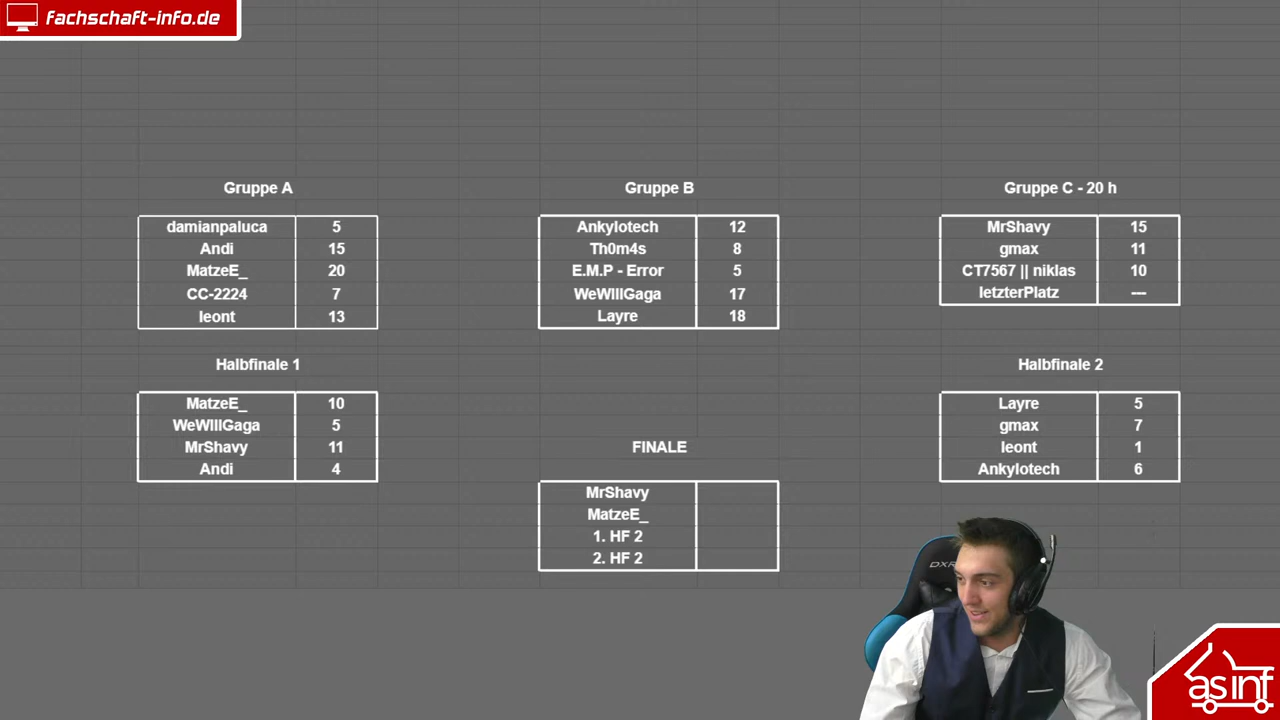 fachschaft-info.de
Gruppe A
damianpaluca 5
Andi 15
MatzeE_ 20
CC-2224 7
leont 13
Gruppe B
Ankylotech 12
Th0m4s 8
E.M.P - Error 5
WeWIllGaga 17
Layre 18
Gruppe C - 20 h
MrShavy 15
gmax 11
CT7567 || niklas 10
letzterPlatz ---
Halbfinale 1
MatzeE_ 10
WeWIllGaga 5
MrShavy 11
Andi 4
FINALE
MrShavy
MatzeE_
1. HF 2
2. HF 2
Halbfinale 2
Layre 5
gmax 7
leont 1
Ankylotech 6
DXR
as inf